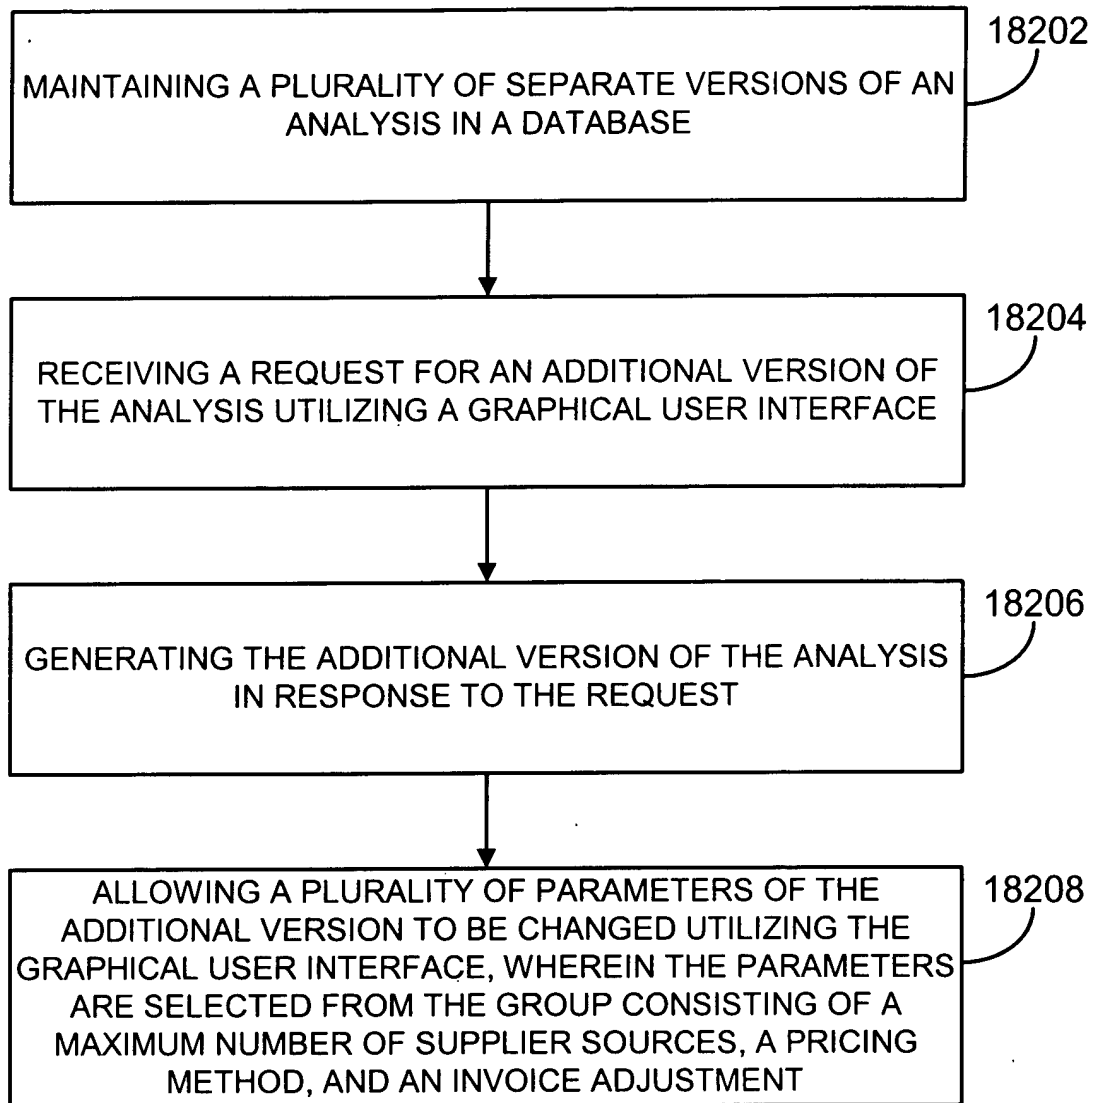 18202
MAINTAINING A PLURALITY OF SEPARATE VERSIONS OF AN
ANALYSIS IN A DATABASE
18204
RECEIVING A REQUEST FOR AN ADDITIONAL VERSION OF
THE ANALYSIS UTILIZING A GRAPHICAL USER INTERFACE
18206
GENERATING THE ADDITIONAL VERSION OF THE ANALYSIS
IN RESPONSE TO THE REQUEST
18208
ALLOWING A PLURALITY OF PARAMETERS OF THE
ADDITIONAL VERSION TO BE CHANGED UTILIZING THE
GRAPHICAL USER INTERFACE, WHEREIN THE PARAMETERS
ARE SELECTED FROM THE GROUP CONSISTING OF A
MAXIMUM NUMBER OF SUPPLIER SOURCES, A PRICING
METHOD, AND AN INVOICE ADJUSTMENT